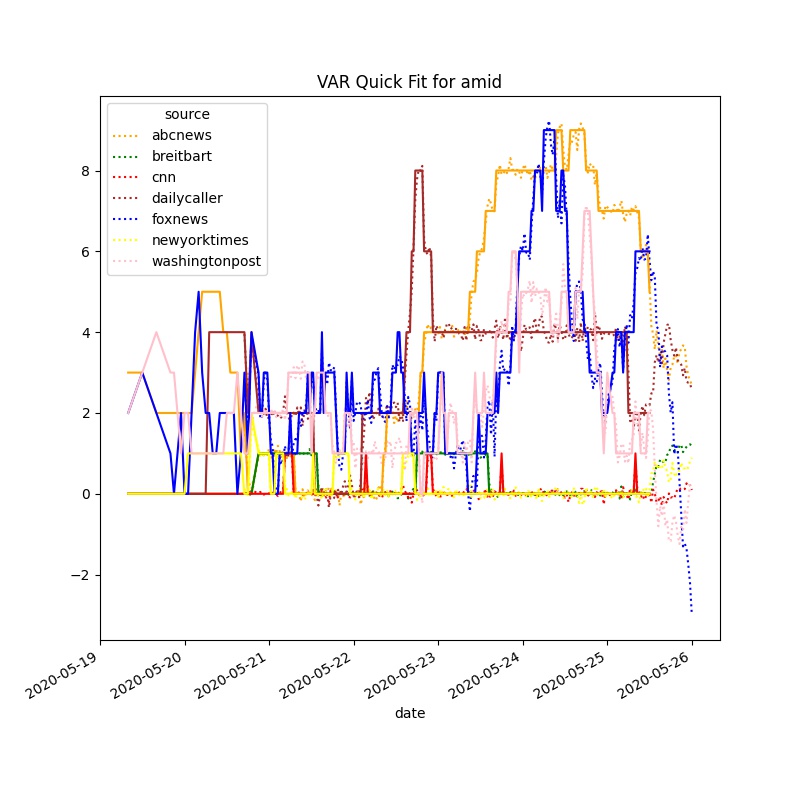 VAR Quick Fit for amid
source
abcnews
breitbart
cnn
dailycaller
foxnews
newyorktimes
washingtonpost
8
6
4
2
0
−2
2020-05-19
2020-05-20
2020-05-21
2020-05-22
2020-05-23
2020-05-24
2020-05-25
2020-05-26
date